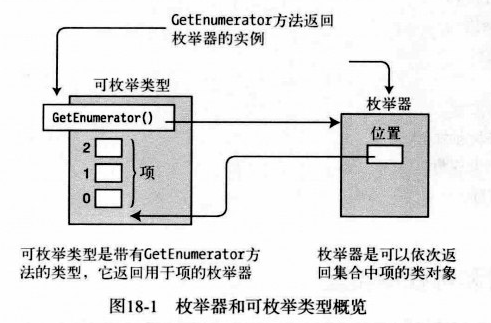 GetEnumerator方法返回
枚举器的实例
可枚举类型
枚举器
GetEnumerator()
位置
2
1
项
0
可枚举类型是带有GetEnumerator方
法的类型，它返回用于项的枚举器
枚举器是可以依次返
回集合中项的类对象
图18-1 枚举器和可枚举类型概览